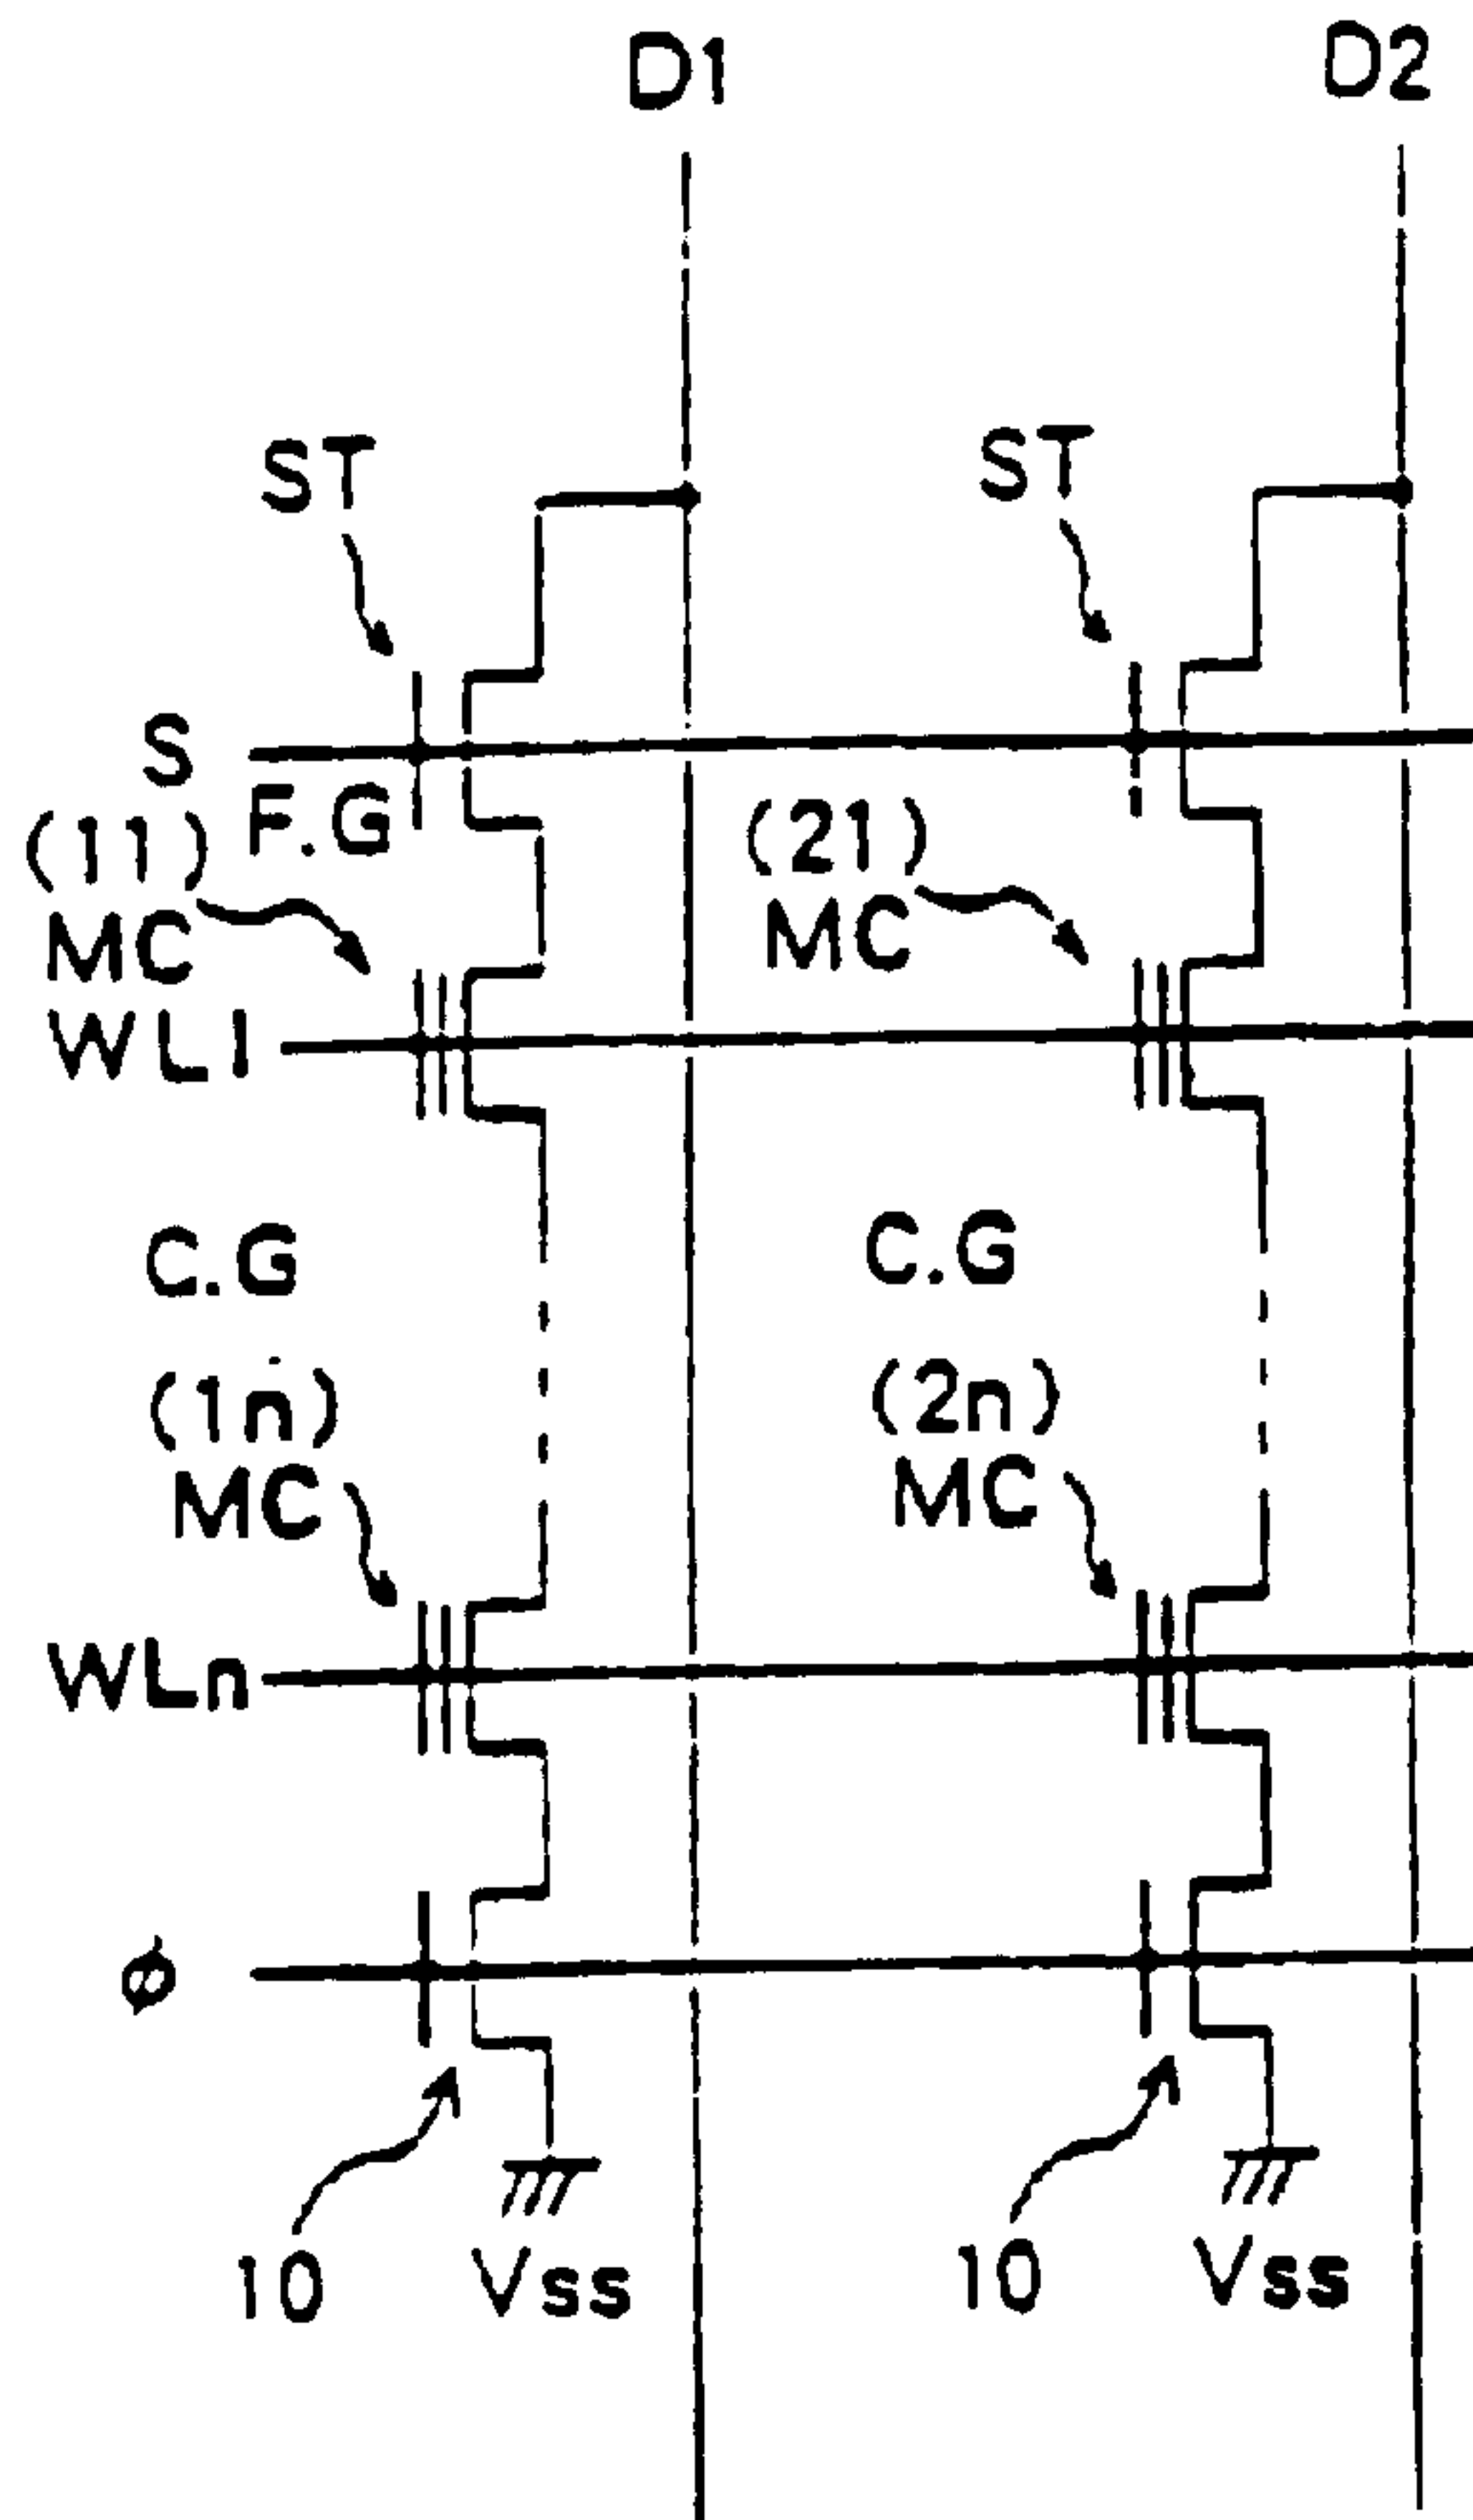 D1 D2
ST ST
S
(11) F.G (21)
MC MC
WL1
C.G C.G
(1n) (2n)
MC MC
WLn
ø
10 Vss 10 Vss